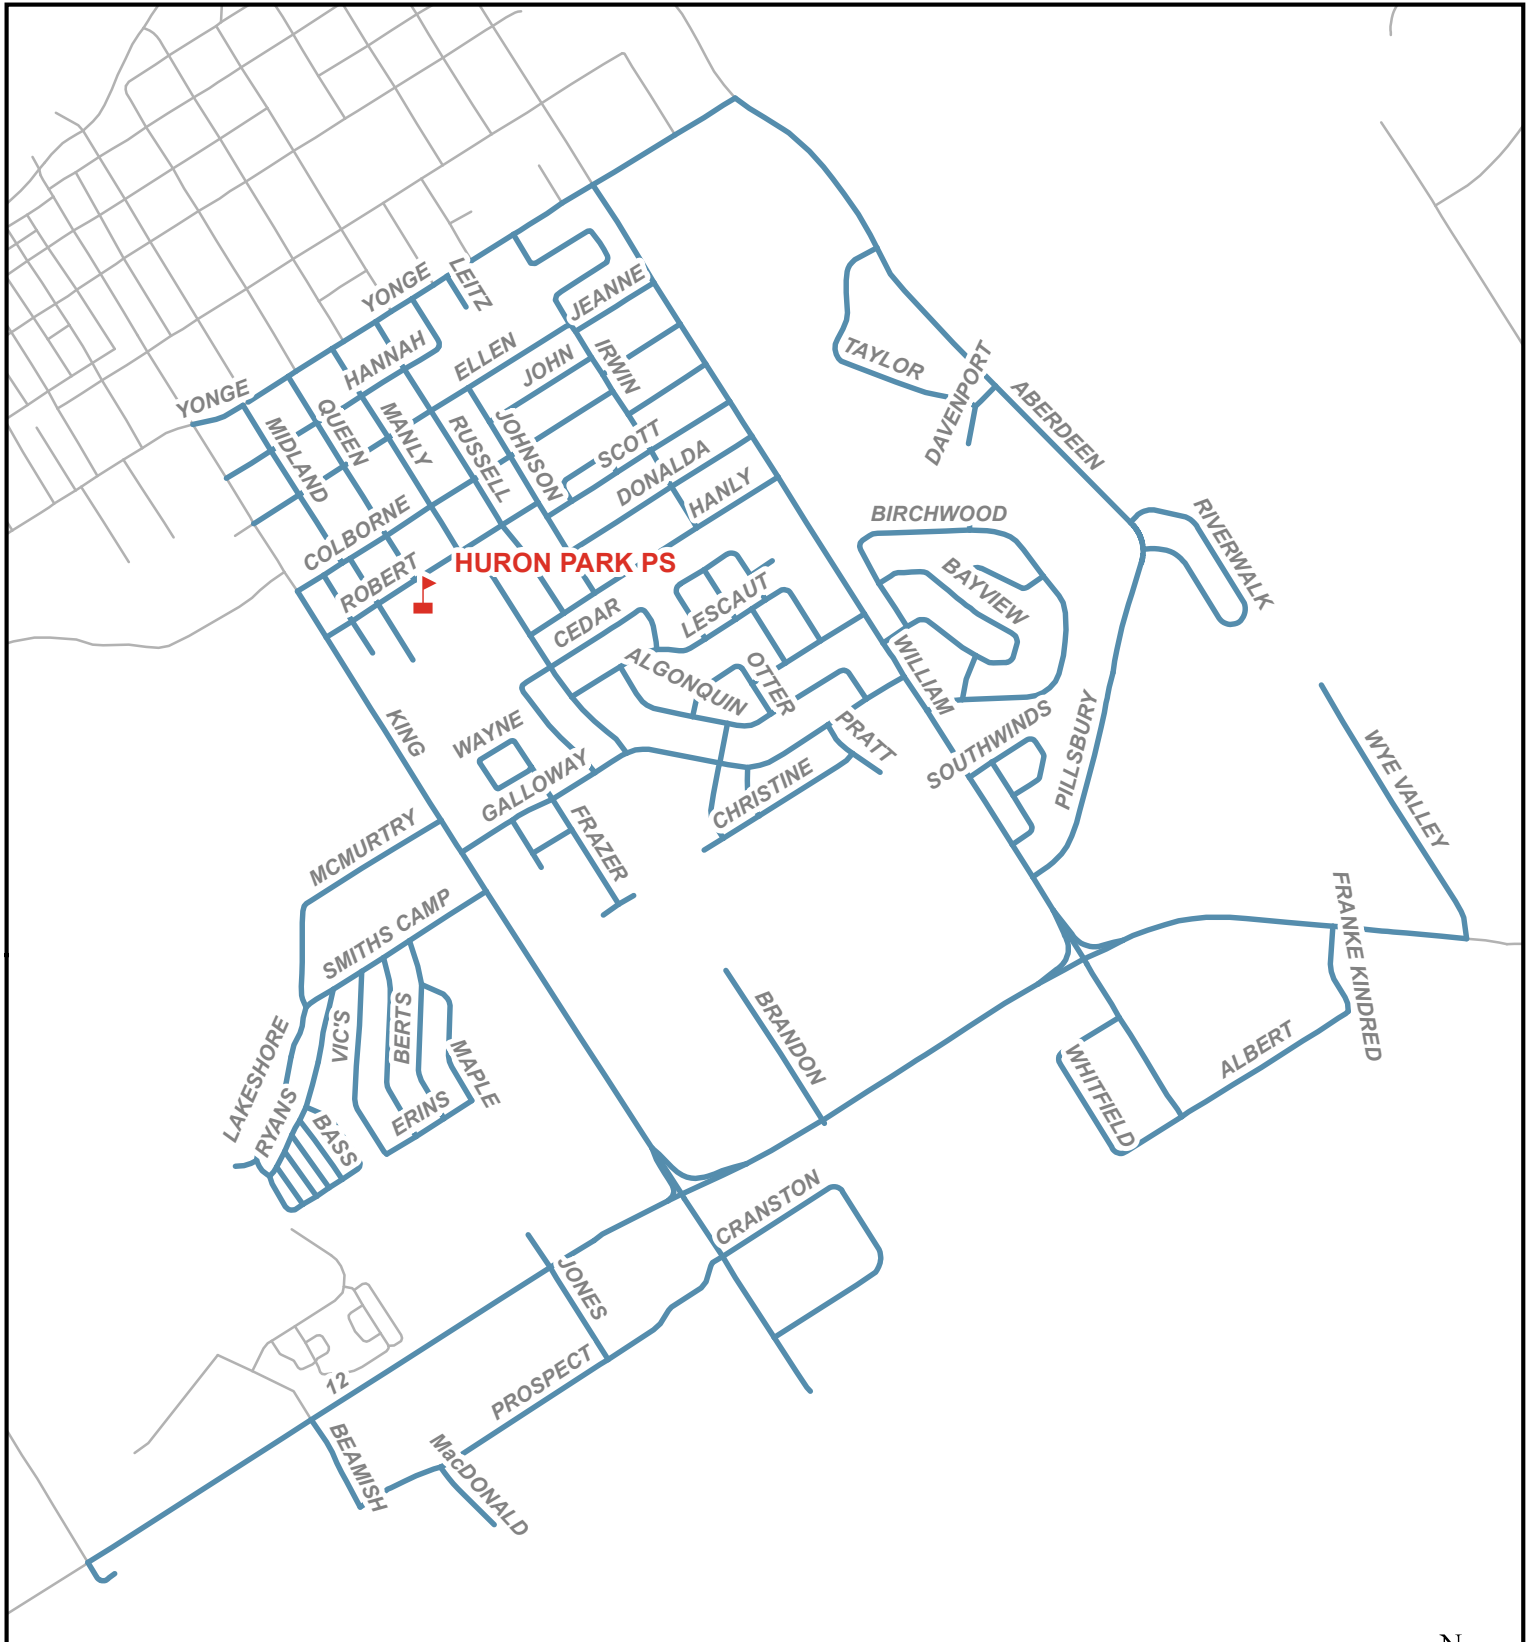 LEITZ
YONGE
JEANNE
HANNAH
ELLEN
JOHN
IRWIN
TAYLOR
DAVENPORT
ABERDEEN
YONGE
MIDLAND
QUEEN
MANLY
RUSSELL
JOHNSON
SCOTT
DONALDA
HANLY
COLBORNE
ROBERT
HURON PARK PS
BIRCHWOOD
BAYVIEW
RIVERWALK
CEDAR
LESCAUT
ALGONQUIN
OTTER
WILLIAM
KING
WAYNE
GALLOWAY
PRATT
CHRISTINE
SOUTHWINDS
PILLSBURY
WYE VALLEY
FRAZER
MCMURTRY
SMITHS CAMP
FRANKE KINDRED
LAKESHORE
RYANS
VIC'S
BERTS
MAPLE
ERINS
BASS
BRANDON
WHITFIELD
ALBERT
CRANSTON
JONES
PROSPECT
12
BEAMISH
MacDONALD
N